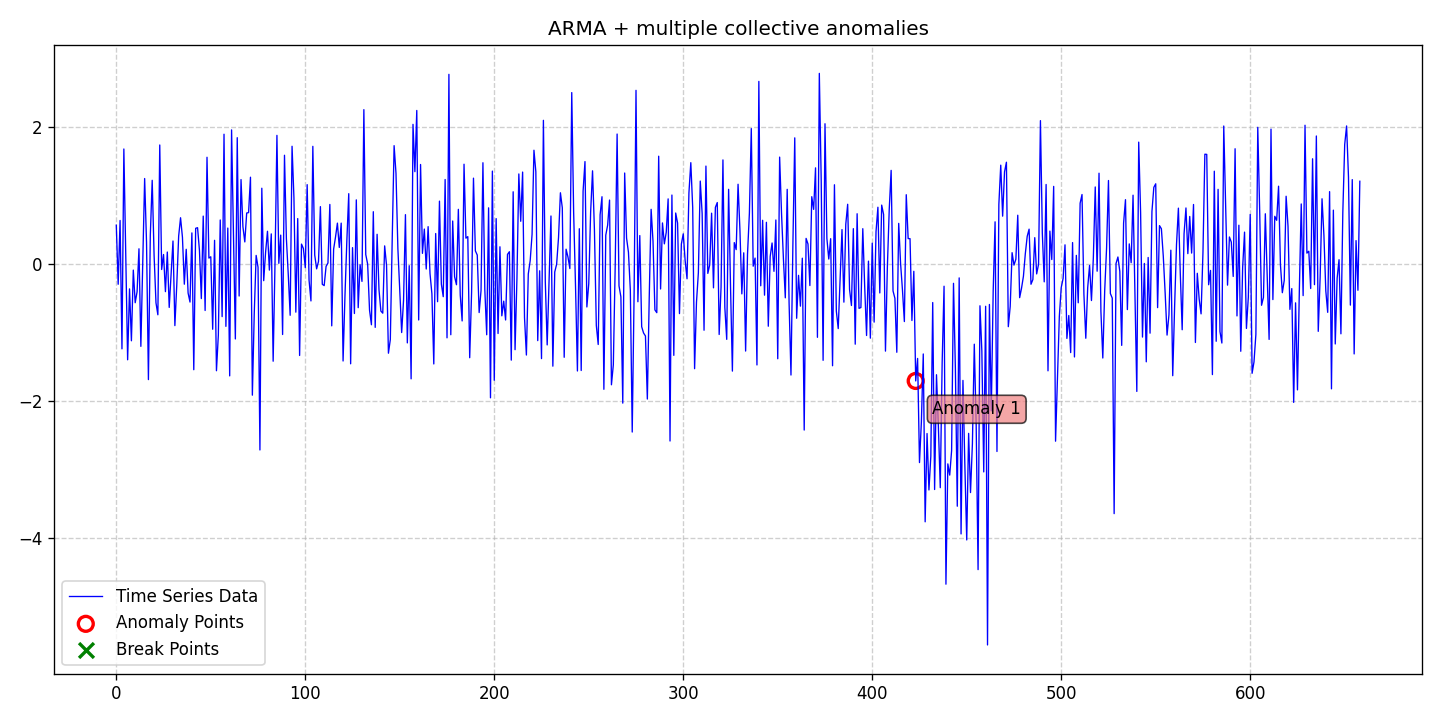 ARMA + multiple collective anomalies
2
0
−2
−4
Anomaly 1
Time Series Data
Anomaly Points
Break Points
0 100 200 300 400 500 600